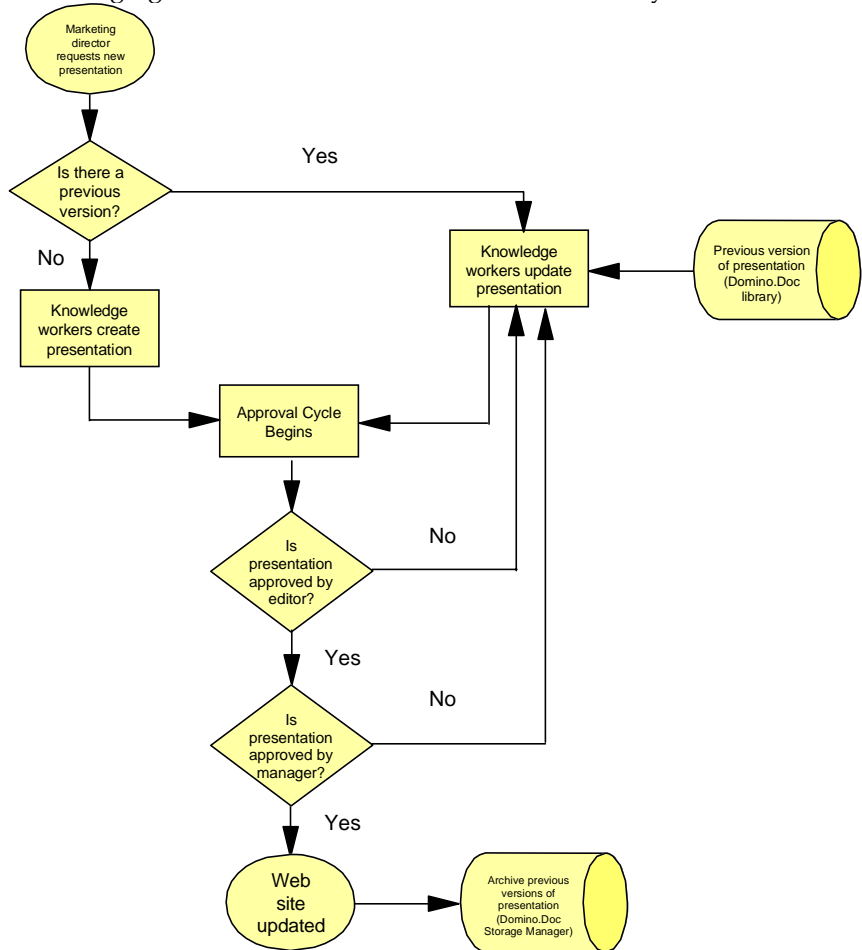 Marketing
director
requests new
presentation
Yes
Is there a
previous
version?
No
Knowledge
workers update
presentation
Previous version
of presentation
(Domino.Doc
library)
Knowledge
workers create
presentation
Approval Cycle
Begins
Is
presentation
approved by
editor?
No
Yes
Is
presentation
approved by
manager?
No
Yes
Web
site
updated
Archive previous
versions of
presentation
(Domino.Doc
Storage Manager)